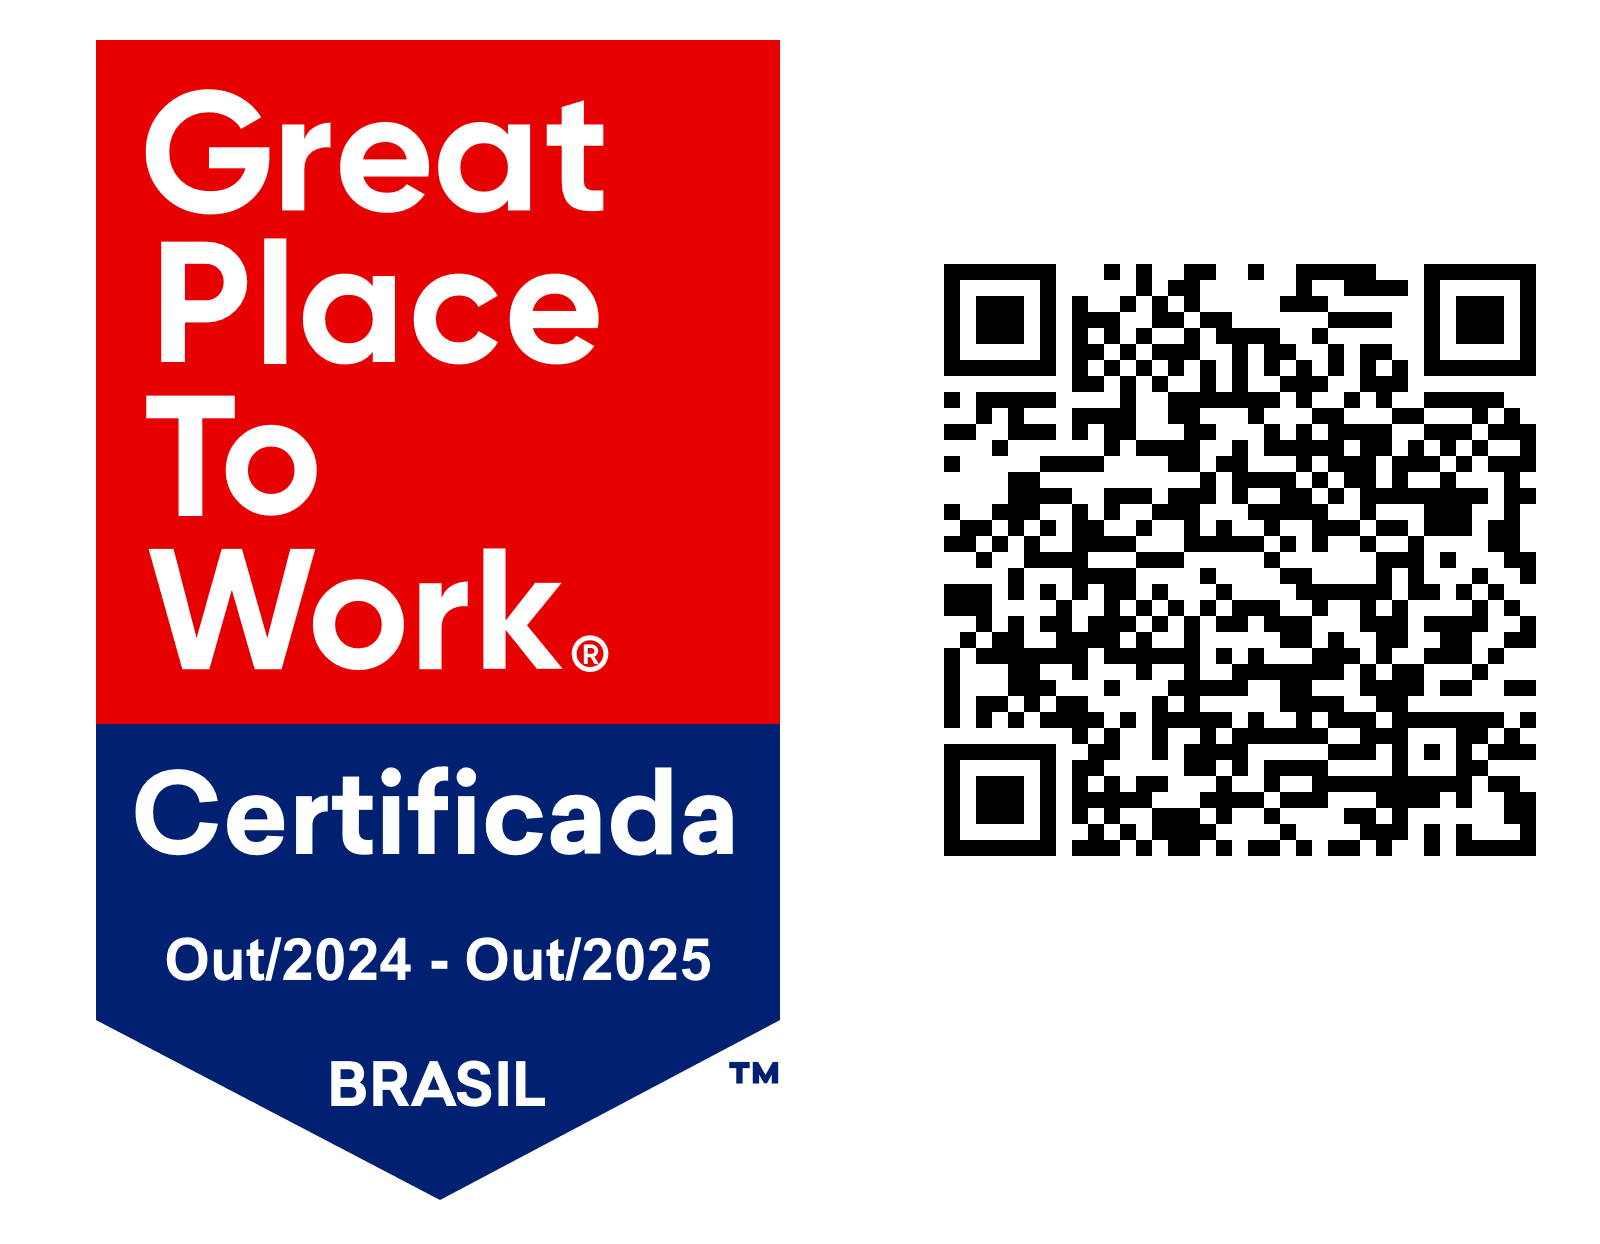 Great
Place
To
Work®
Certificada
Out/2024 - Out/2025
BRASIL
™